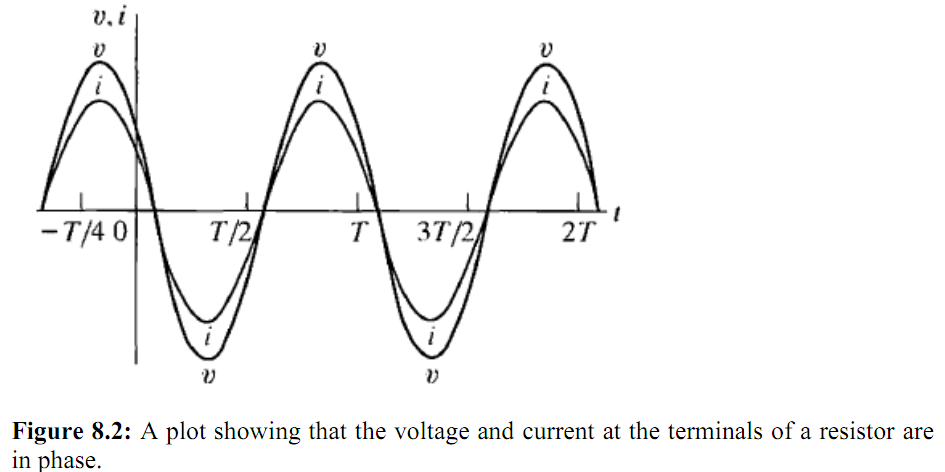 v, i
v v v
i i i
−T/4 0 T/2 T 3T/2 2T t
i i
v v
Figure 8.2: A plot showing that the voltage and current at the terminals of a resistor are
in phase.